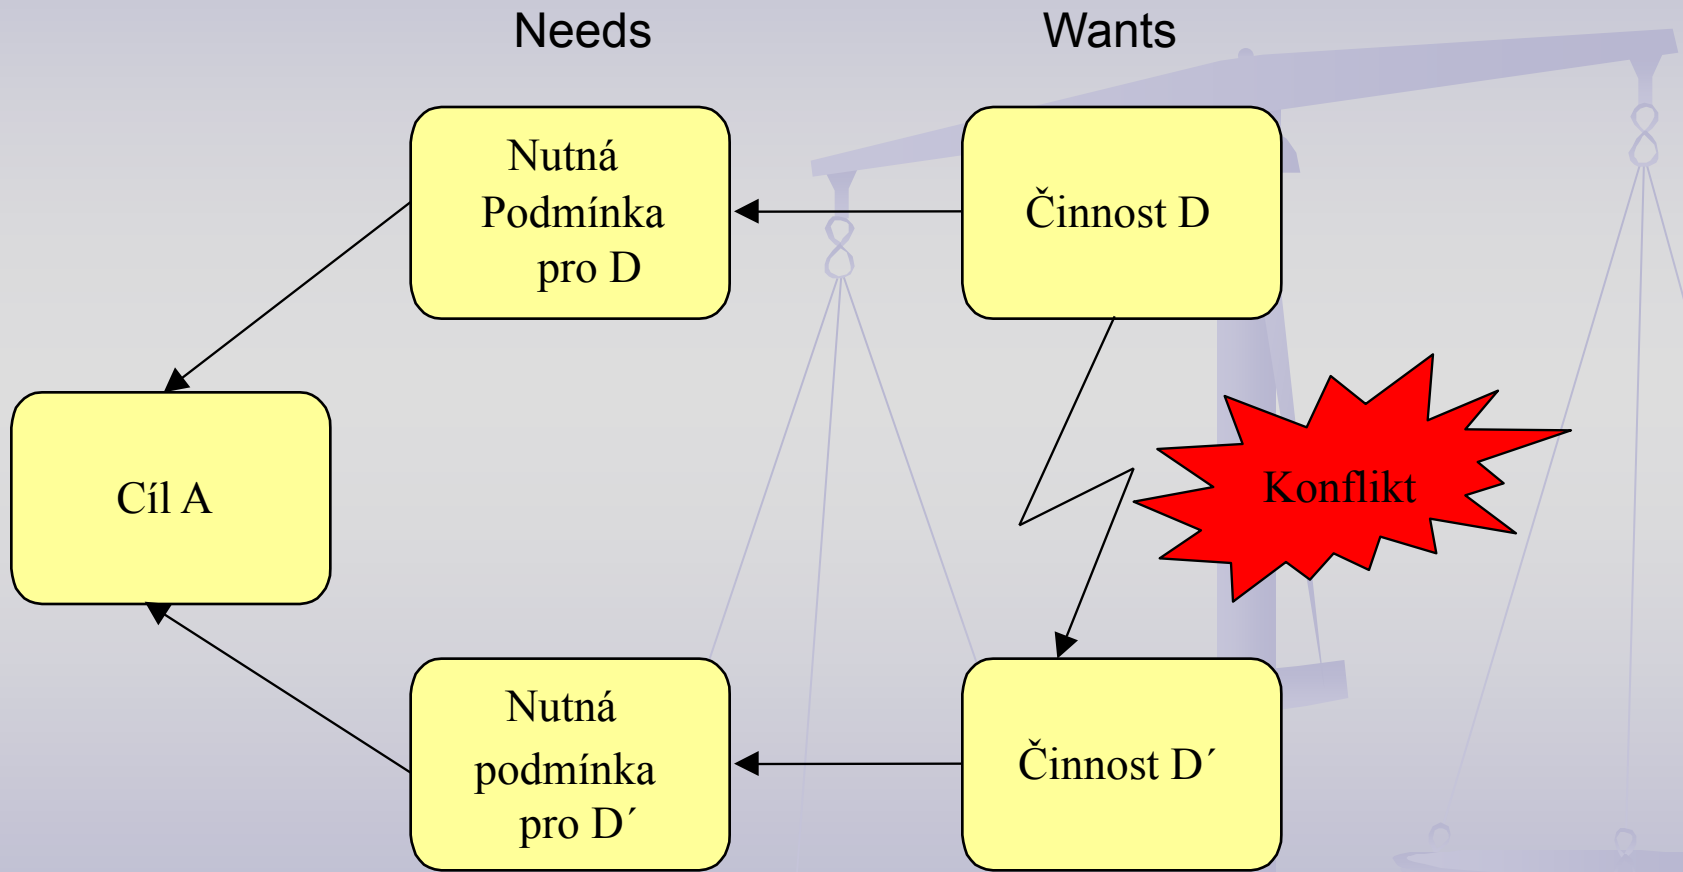 Needs
Wants
Nutná
Podmínka
pro D
Činnost D
Cíl A
Konflikt
Nutná
podmínka
pro D´
Činnost D´